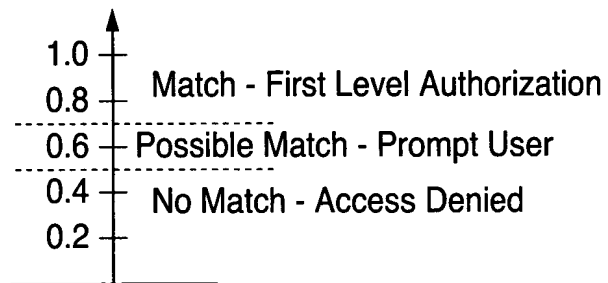 1.0
Match - First Level Authorization
0.8
0.6 Possible Match - Prompt User
0.4
No Match - Access Denied
0.2